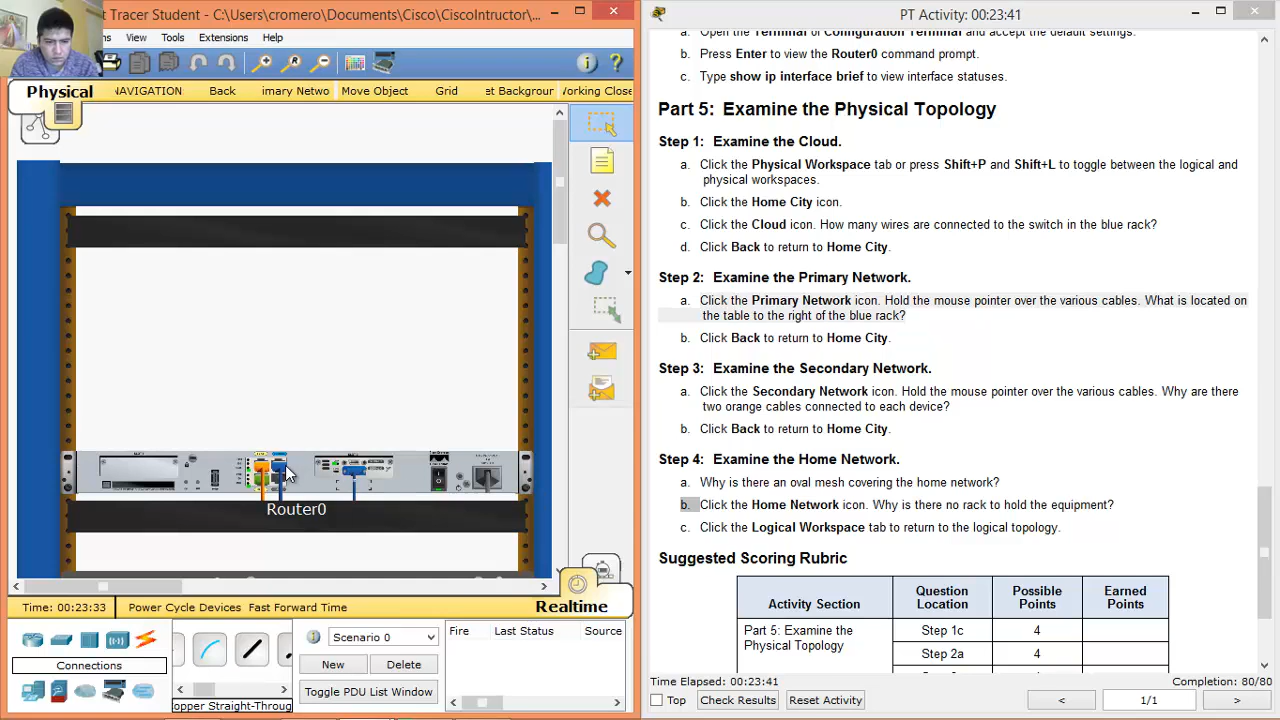 t Tracer Student - C:\Users\cromero\Documents\Cisco\CiscoIntructor\...
View Tools Extensions Help
Physical
NAVIGATION Back imary Netwo Move Object Grid et Backgroun Working Close
Router0
Time: 00:23:33 Power Cycle Devices Fast Forward Time
Realtime
Connections
opper Straight-Throug
Scenario 0
New Delete
Toggle PDU List Window
Fire Last Status Source
PT Activity: 00:23:41
b. Press Enter to view the Router0 command prompt.
c. Type show ip interface brief to view interface statuses.
Part 5: Examine the Physical Topology
Step 1: Examine the Cloud.
a. Click the Physical Workspace tab or press Shift+P and Shift+L to toggle between the logical and
physical workspaces.
b. Click the Home City icon.
c. Click the Cloud icon. How many wires are connected to the switch in the blue rack?
d. Click Back to return to Home City.
Step 2: Examine the Primary Network.
a. Click the Primary Network icon. Hold the mouse pointer over the various cables. What is located on
the table to the right of the blue rack?
b. Click Back to return to Home City.
Step 3: Examine the Secondary Network.
a. Click the Secondary Network icon. Hold the mouse pointer over the various cables. Why are there
two orange cables connected to each device?
b. Click Back to return to Home City.
Step 4: Examine the Home Network.
a. Why is there an oval mesh covering the home network?
b. Click the Home Network icon. Why is there no rack to hold the equipment?
c. Click the Logical Workspace tab to return to the logical topology.
Suggested Scoring Rubric
Activity Section Question Location Possible Points Earned Points
Part 5: Examine the Physical Topology Step 1c 4
Step 2a 4
Time Elapsed: 00:23:41 Completion: 80/80
Top Check Results Reset Activity < 1/1 >